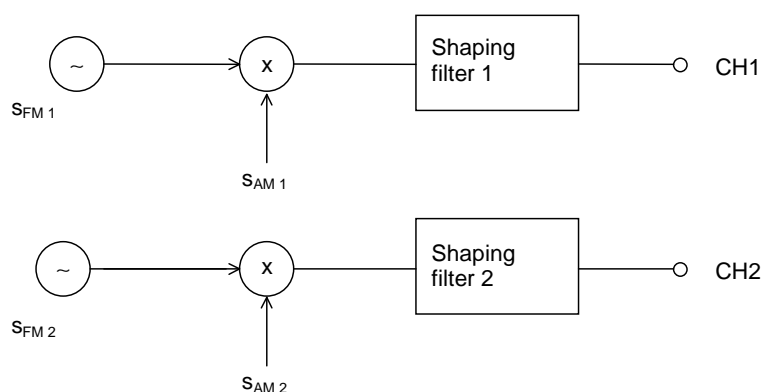 ~
x
Shaping
filter 1
CH1
SFM 1
SAM 1
~
x
Shaping
filter 2
CH2
SFM 2
SAM 2